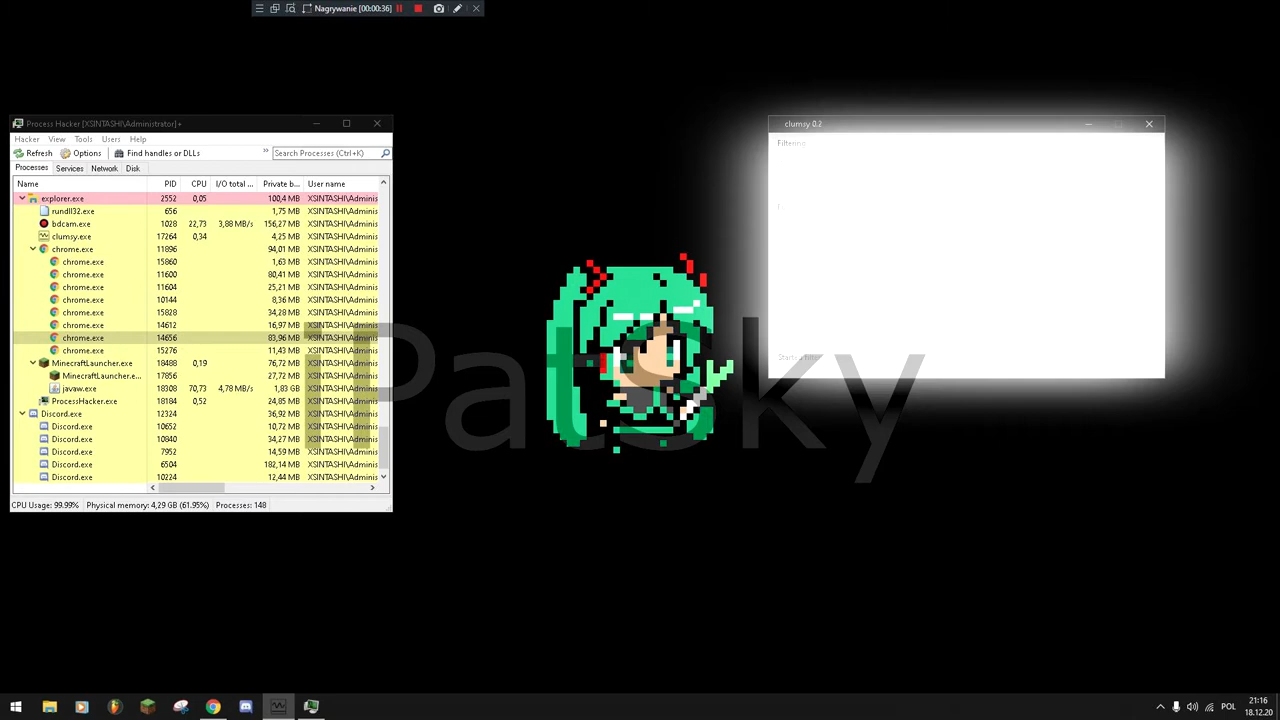 Nagrywanie [00:00:36]
Process Hacker [XSINTASHI\Administrator]+
Hacker View Tools Users Help
Refresh Options Find handles or DLLs » Search Processes (Ctrl+K)
Processes Services Network Disk
Name PID CPU I/O total ... Private b... User name
explorer.exe 2552 0,05 100,4 MB XSINTASHI\Adminis
rundll32.exe 656 1,75 MB XSINTASHI\Adminis
bdcam.exe 1028 22,73 3,88 MB/s 156,27 MB XSINTASHI\Adminis
clumsy.exe 17264 0,34 4,25 MB XSINTASHI\Adminis
chrome.exe 11896 94,01 MB XSINTASHI\Adminis
chrome.exe 15860 1,63 MB XSINTASHI\Adminis
chrome.exe 11600 80,41 MB XSINTASHI\Adminis
chrome.exe 11604 25,21 MB XSINTASHI\Adminis
chrome.exe 10144 8,36 MB XSINTASHI\Adminis
chrome.exe 15828 34,28 MB XSINTASHI\Adminis
chrome.exe 14612 16,97 MB XSINTASHI\Adminis
chrome.exe 14656 83,96 MB XSINTASHI\Adminis
chrome.exe 15276 11,43 MB XSINTASHI\Adminis
MinecraftLauncher.exe 18488 0,19 76,72 MB XSINTASHI\Adminis
MinecraftLauncher.e... 17856 27,72 MB XSINTASHI\Adminis
javaw.exe 18308 70,73 4,78 MB/s 1,83 GB XSINTASHI\Adminis
ProcessHacker.exe 18184 0,52 24,85 MB XSINTASHI\Adminis
Discord.exe 12324 36,92 MB XSINTASHI\Adminis
Discord.exe 10652 10,72 MB XSINTASHI\Adminis
Discord.exe 10840 34,27 MB XSINTASHI\Adminis
Discord.exe 7952 14,59 MB XSINTASHI\Adminis
Discord.exe 6504 182,14 MB XSINTASHI\Adminis
Discord.exe 10224 12,44 MB XSINTASHI\Adminis
CPU Usage: 99.99% Physical memory: 4,29 GB (61.95%) Processes: 148
clumsy 0.2
Filtering
PatSky
POL
21:16
18.12.20